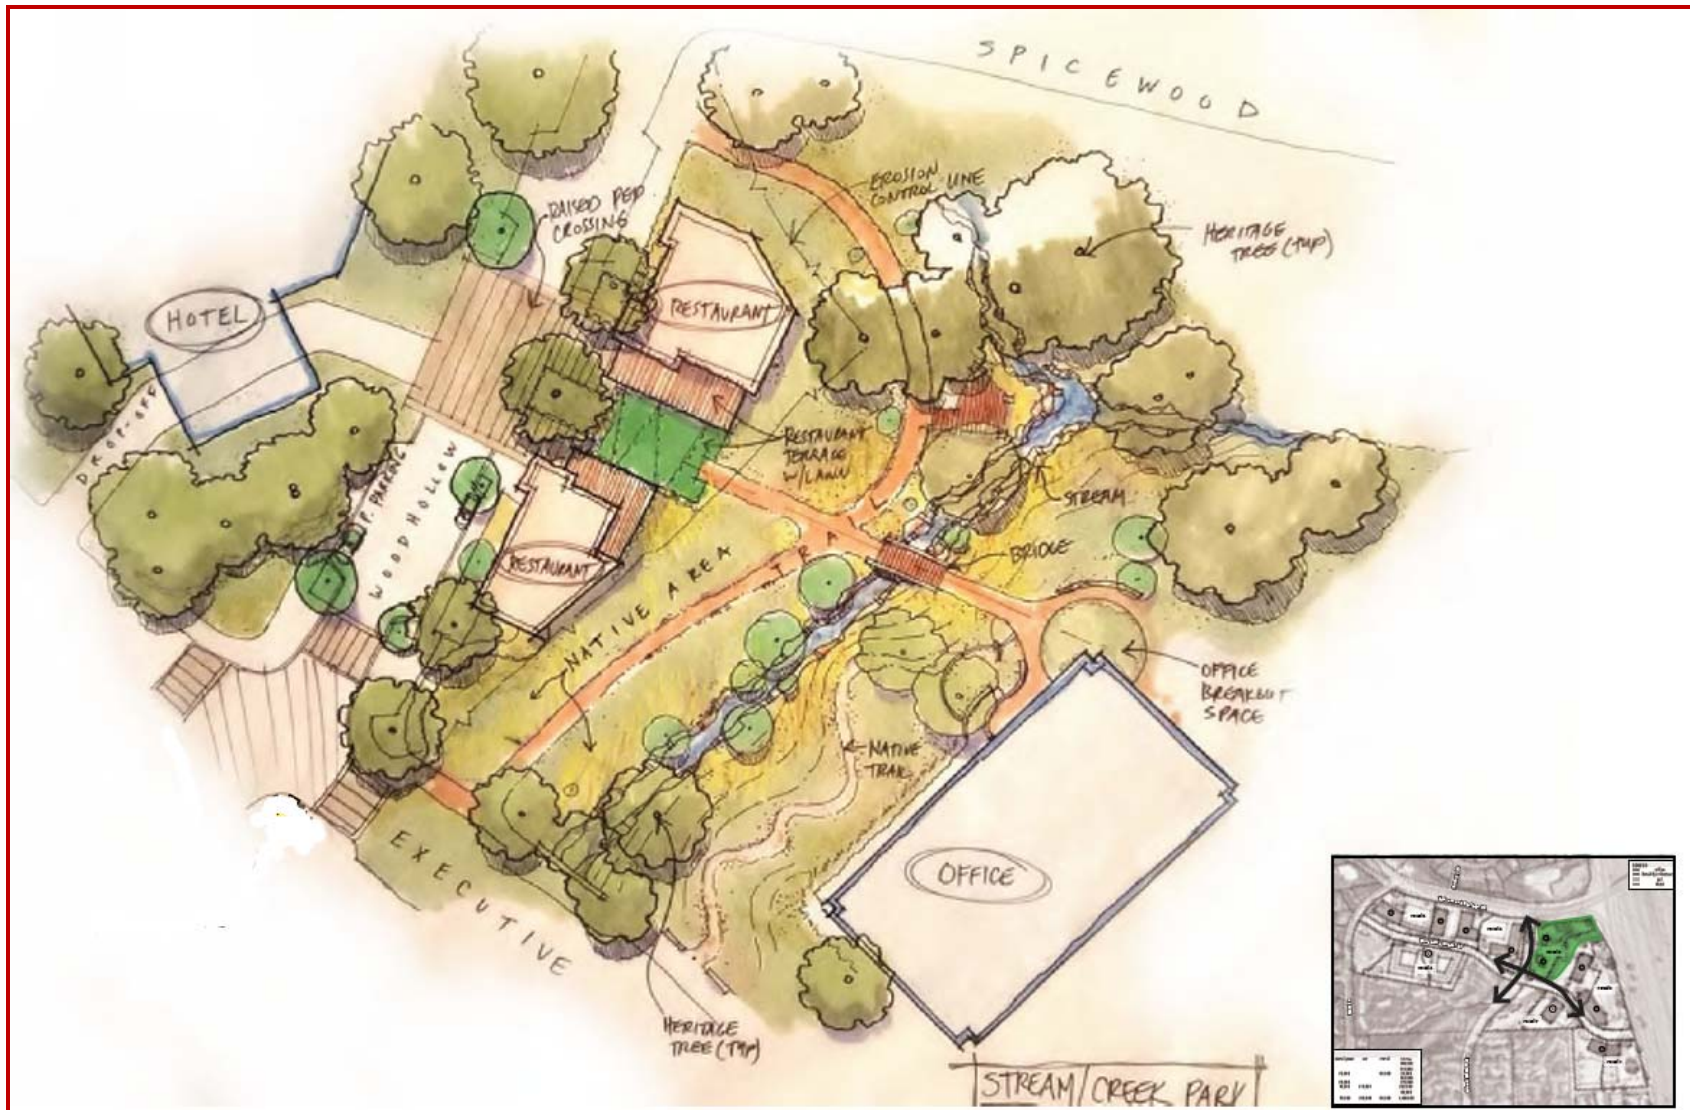 SPICEWOOD
EROSION
CONTROL LINE
RAISED PED
CROSSING
HERITAGE
TREE (TYP)
HOTEL
RESTAURANT
DROP-OFF
RESTAURANT
TERRACE
W/LAWN
PARKING
WOOD HOLLOW
STREAM
TRAIL
BRIDGE
RESTAURANT
NATIVE AREA
OFFICE
BREAKOUT
SPACE
NATIVE
TRAIL
EXECUTIVE
OFFICE
HERITAGE
TREE (TYP)
STREAM/CREEK PARK